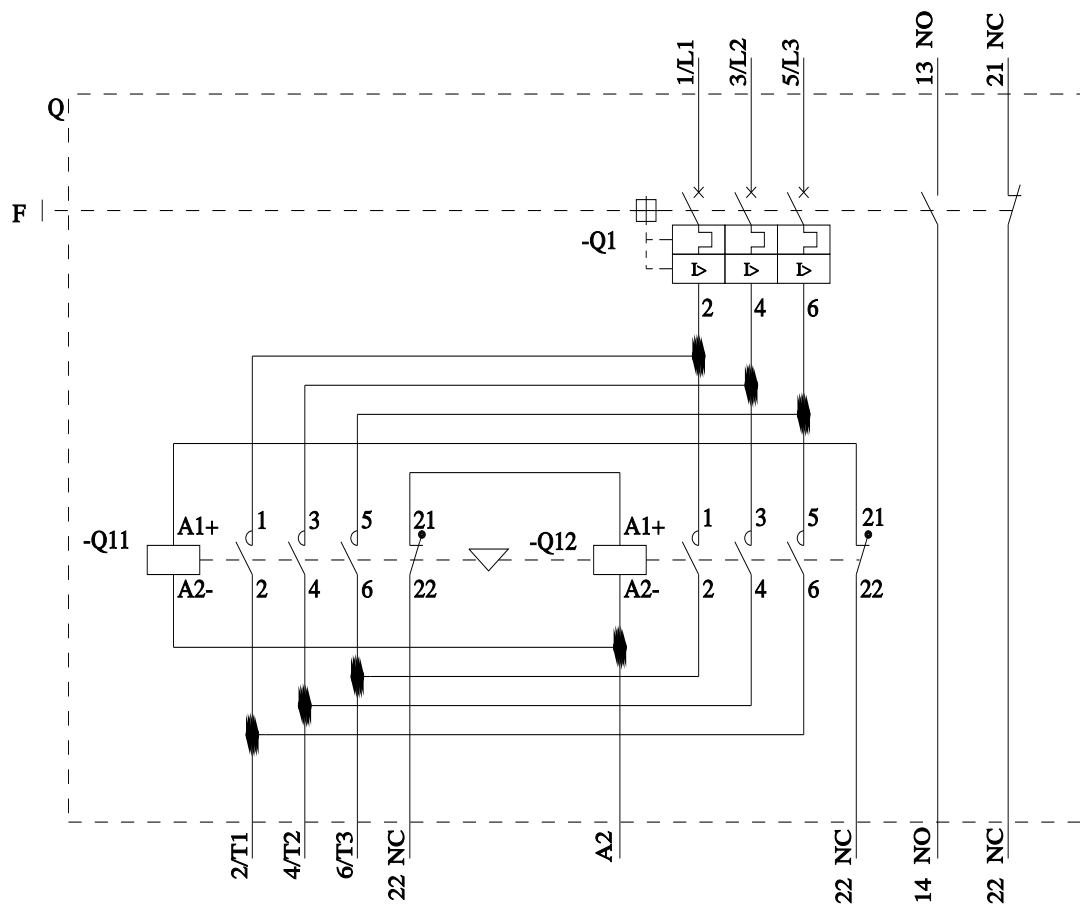 1/L1 3/L2 5/L3 13 NO 21 NC
Q
F
-Q1
I> I> I>
2 4 6
-Q11 A1+ 1 3 5 21 -Q12 A1+ 1 3 5 21
A2- 2 4 6 22 A2- 2 4 6 22
2/T1 4/T2 6/T3 22 NC A2 22 NC 14 NO 22 NC